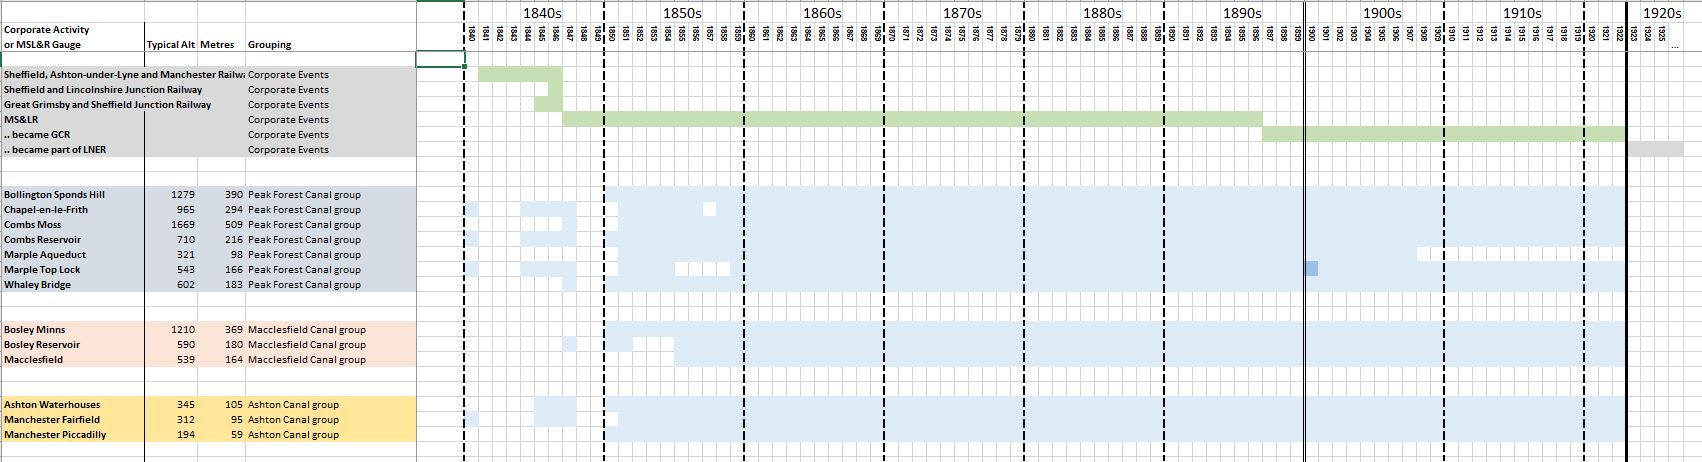 1840s 1850s 1860s 1870s 1880s 1890s 1900s 1910s 1920s
1840 1841 1842 1843 1844 1845 1846 1847 1848 1849 1850 1851 1852 1853 1854 1855 1856 1857 1858 1859 1860 1861 1862 1863 1864 1865 1866 1867 1868 1869 1870 1871 1872 1873 1874 1875 1876 1877 1878 1879 1880 1881 1882 1883 1884 1885 1886 1887 1888 1889 1890 1891 1892 1893 1894 1895 1896 1897 1898 1899 1900 1901 1902 1903 1904 1905 1906 1907 1908 1909 1910 1911 1912 1913 1914 1915 1916 1917 1918 1919 1920 1921 1922 1923 1924 1925 ...
Corporate Activity
or MSL&R Gauge Typical Alt Metres Grouping
Sheffield, Ashton-under-Lyne and Manchester Railwa Corporate Events
Sheffield and Lincolnshire Junction Railway Corporate Events
Great Grimsby and Sheffield Junction Railway Corporate Events
MS&LR Corporate Events
.. became GCR Corporate Events
.. became part of LNER Corporate Events
Bollington Sponds Hill 1279 390 Peak Forest Canal group
Chapel-en-le-Frith 965 294 Peak Forest Canal group
Combs Moss 1669 509 Peak Forest Canal group
Combs Reservoir 710 216 Peak Forest Canal group
Marple Aqueduct 321 98 Peak Forest Canal group
Marple Top Lock 543 166 Peak Forest Canal group
Whaley Bridge 602 183 Peak Forest Canal group
Bosley Minns 1210 369 Macclesfield Canal group
Bosley Reservoir 590 180 Macclesfield Canal group
Macclesfield 539 164 Macclesfield Canal group
Ashton Waterhouses 345 105 Ashton Canal group
Manchester Fairfield 312 95 Ashton Canal group
Manchester Piccadilly 194 59 Ashton Canal group